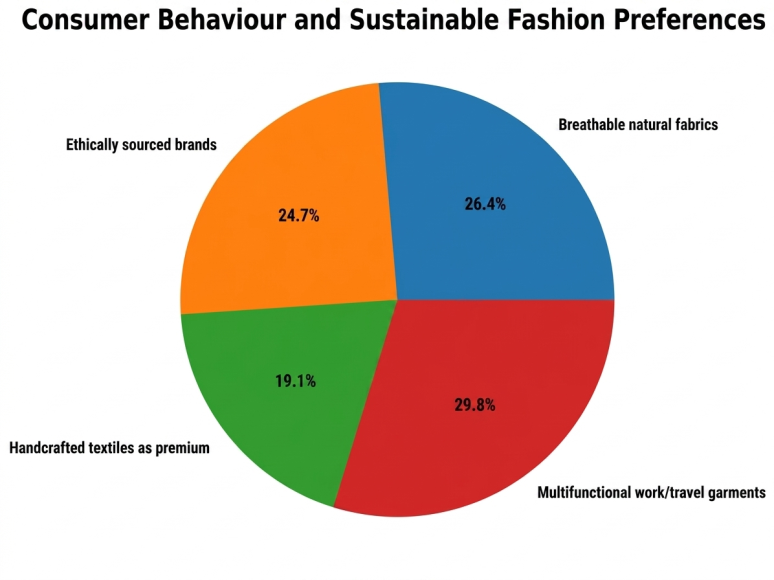 Consumer Behaviour and Sustainable Fashion Preferences
Breathable natural fabrics
Ethically sourced brands
26.4%
24.7%
19.1%
29.8%
Handcrafted textiles as premium
Multifunctional work/travel garments